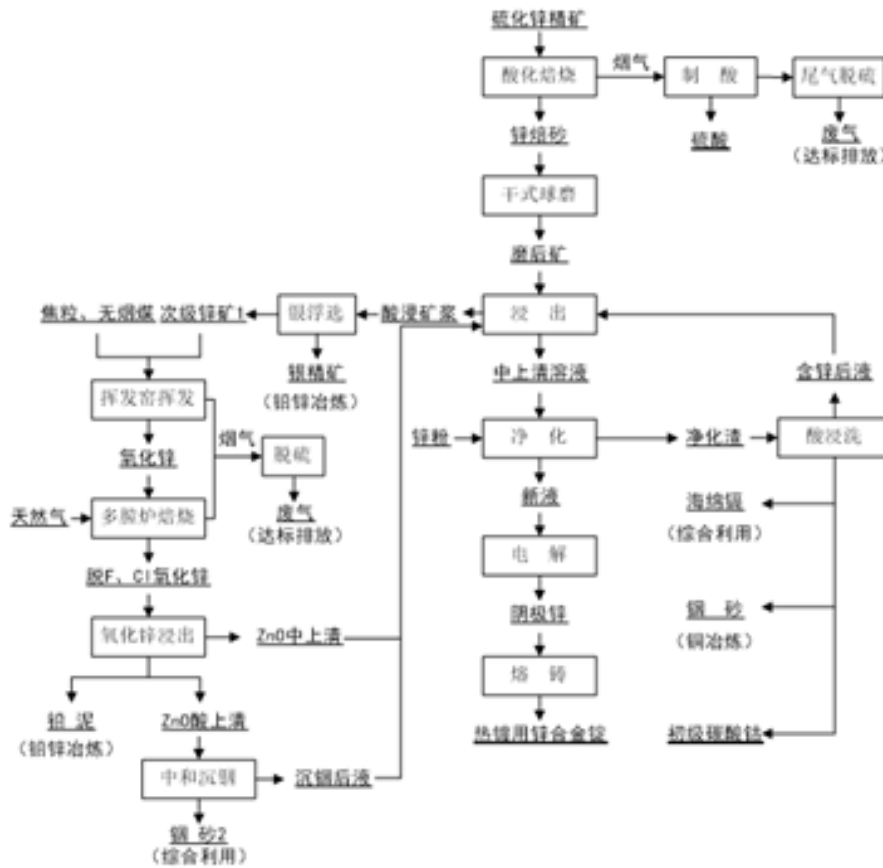 硫化锌精矿
酸化焙烧
烟气
制 酸
尾气脱硫
锌焙砂
硫酸
废气
(达标排放)
干式球磨
磨后矿
焦粒、无烟煤 次级锌矿1
银浮选
酸浸矿浆
浸 出
银精矿
(铅锌冶炼)
中上清溶液
含锌后液
挥发窑挥发
烟气
脱硫
锌粉
净 化
净化渣
酸浸洗
氧化锌
新液
海绵镉
(综合利用)
天然气
多膛炉焙烧
废气
(达标排放)
电 解
脱F、Cl氧化锌
阴极锌
砂
(铜冶炼)
氧化锌浸出
ZnO中上清
熔 铸
铅 泥
(铅锌冶炼)
ZnO酸上清
热镀用锌合金锭
初级碳酸钴
中和沉铟
沉铟后液
铟 砂2
(综合利用)